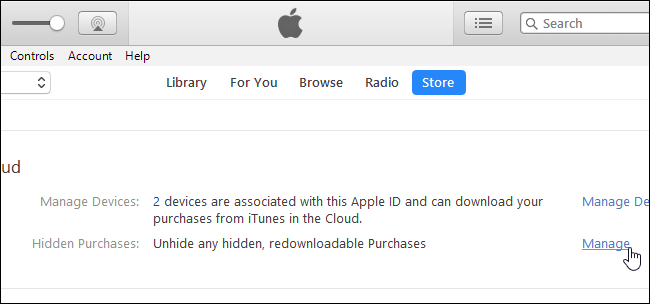 Search
Controls Account Help
Library For You Browse Radio Store
ud
Manage Devices: 2 devices are associated with this Apple ID and can download your Manage De
purchases from iTunes in the Cloud.
Hidden Purchases: Unhide any hidden, redownloadable Purchases Manage